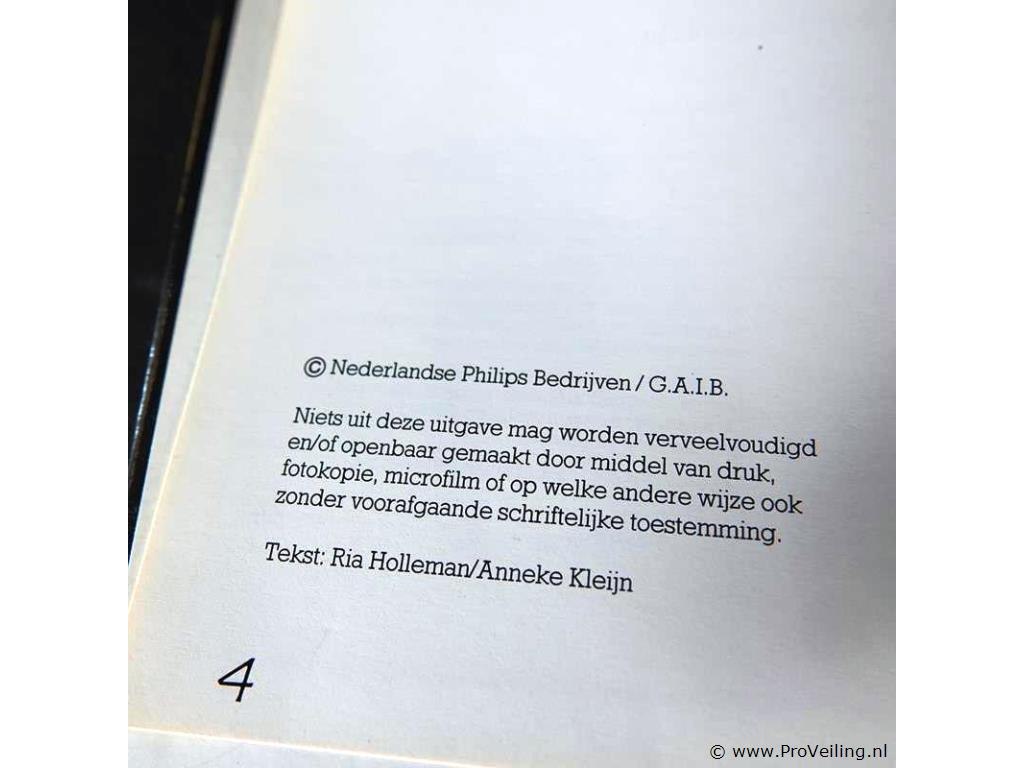 © Nederlandse Philips Bedrijven / G.A.I.B.
Niets uit deze uitgave mag worden verveelvoudigd
en/of openbaar gemaakt door middel van druk,
fotokopie, microfilm of op welke andere wijze ook
zonder voorafgaande schriftelijke toestemming.
Tekst: Ria Holleman/Anneke Kleijn
4
© www.ProVeiling.nl